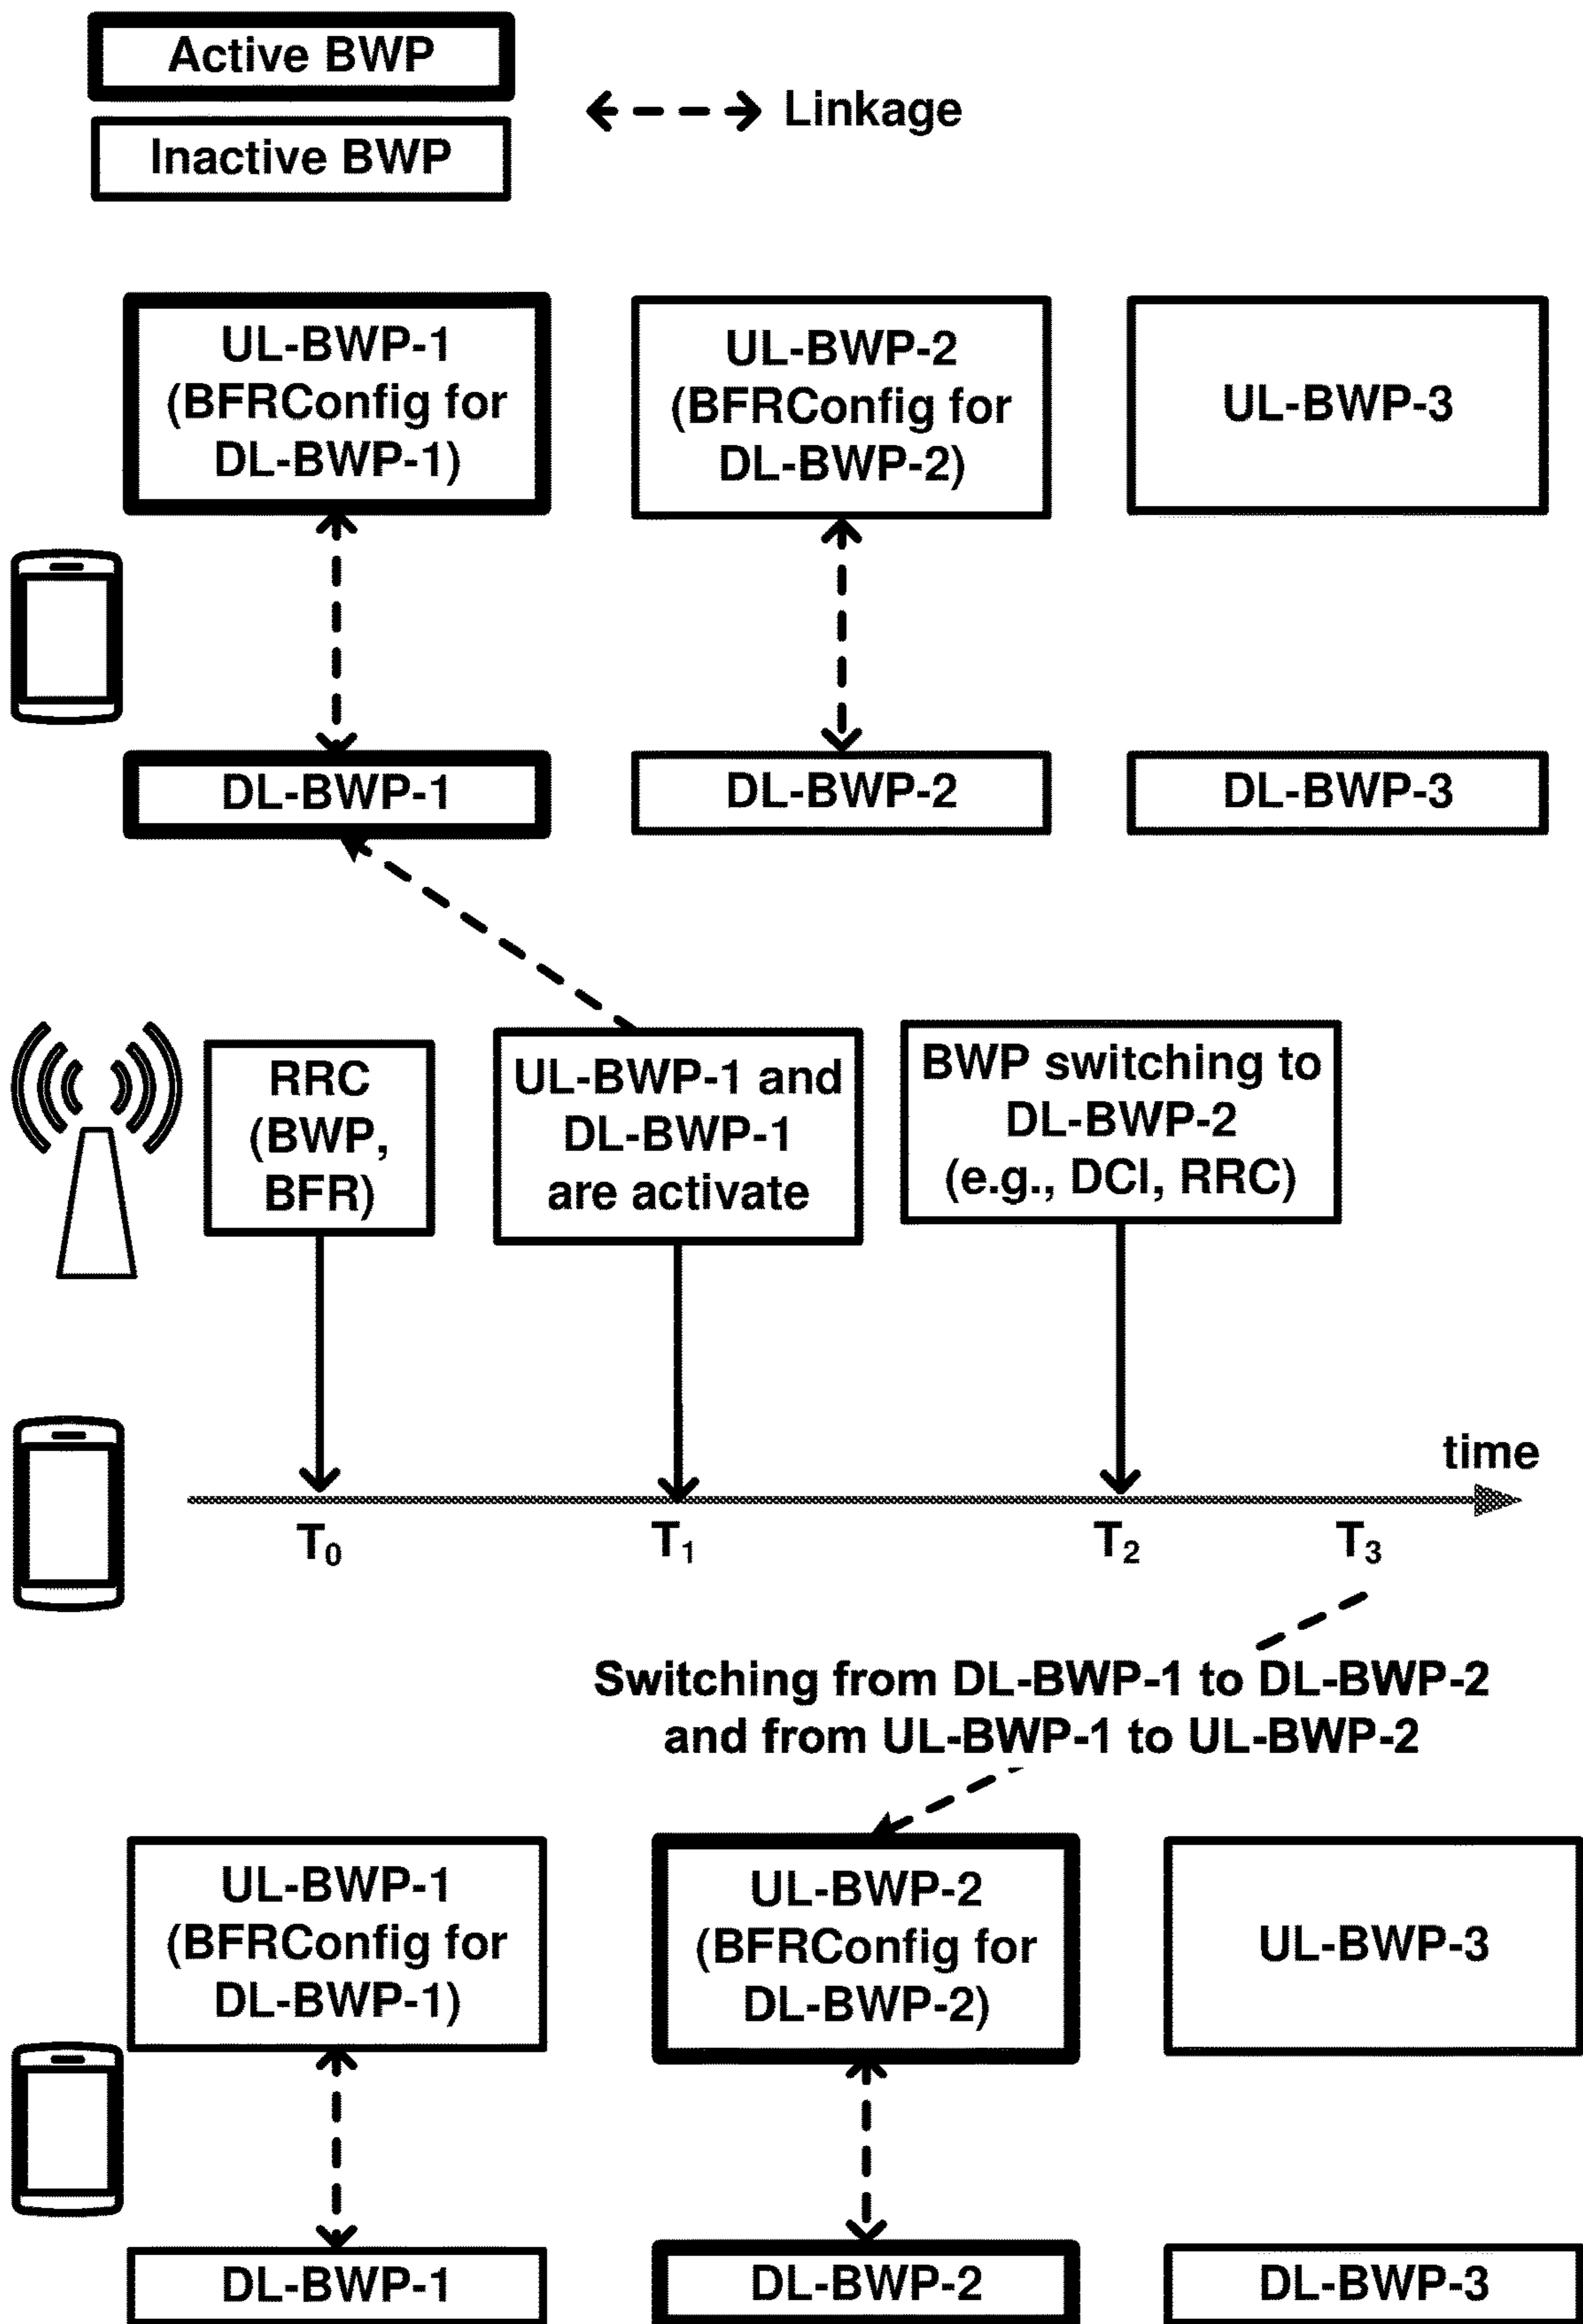 Active BWP
Linkage
Inactive BWP
UL-BWP-1
(BFRConfig for
DL-BWP-1)
UL-BWP-2
(BFRConfig for
DL-BWP-2)
UL-BWP-3
DL-BWP-1
DL-BWP-2
DL-BWP-3
RRC
(BWP,
BFR)
UL-BWP-1 and
DL-BWP-1
are activate
BWP switching to
DL-BWP-2
(e.g., DCI, RRC)
time
T₀
T₁
T₂
T₃
Switching from DL-BWP-1 to DL-BWP-2
and from UL-BWP-1 to UL-BWP-2
UL-BWP-1
(BFRConfig for
DL-BWP-1)
UL-BWP-2
(BFRConfig for
DL-BWP-2)
UL-BWP-3
DL-BWP-1
DL-BWP-2
DL-BWP-3